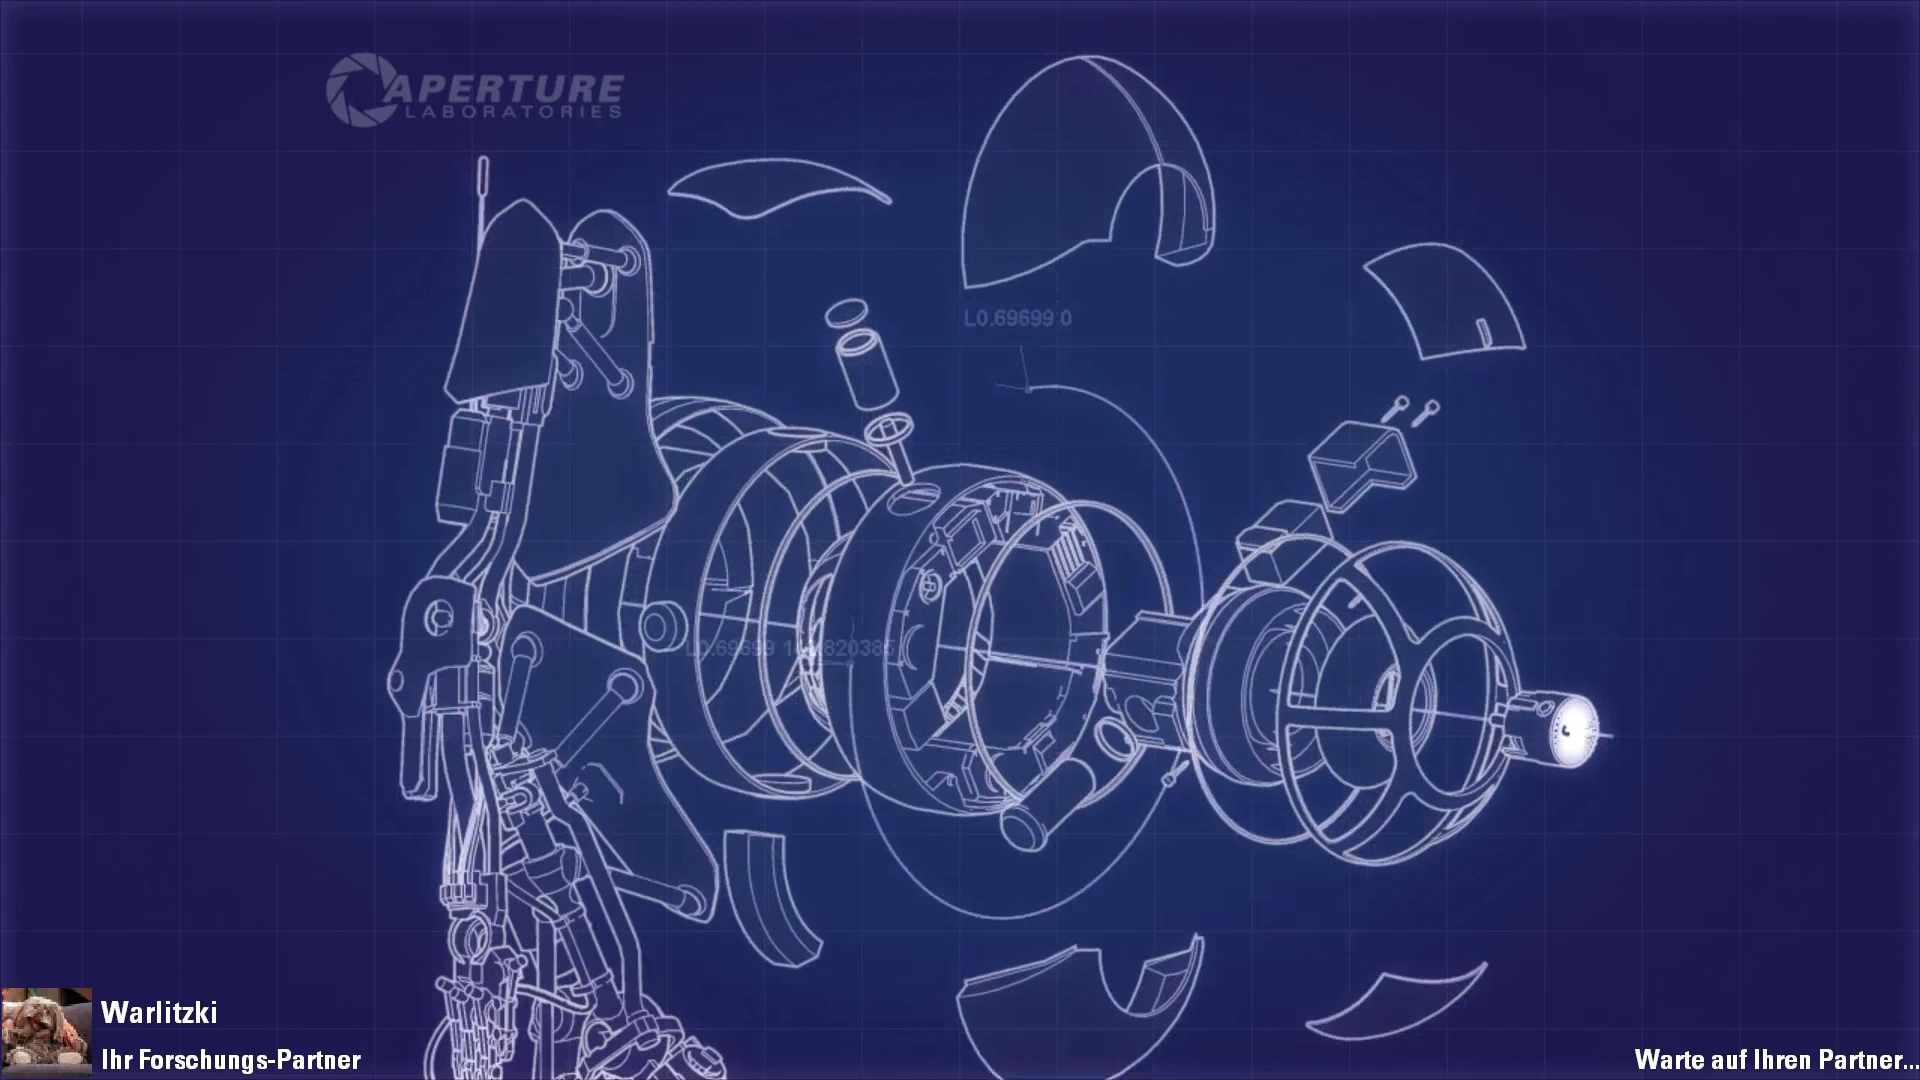 APERTURE
LABORATORIES
L0.69699 0
Warlitzki
Ihr Forschungs-Partner
Warte auf Ihren Partner...